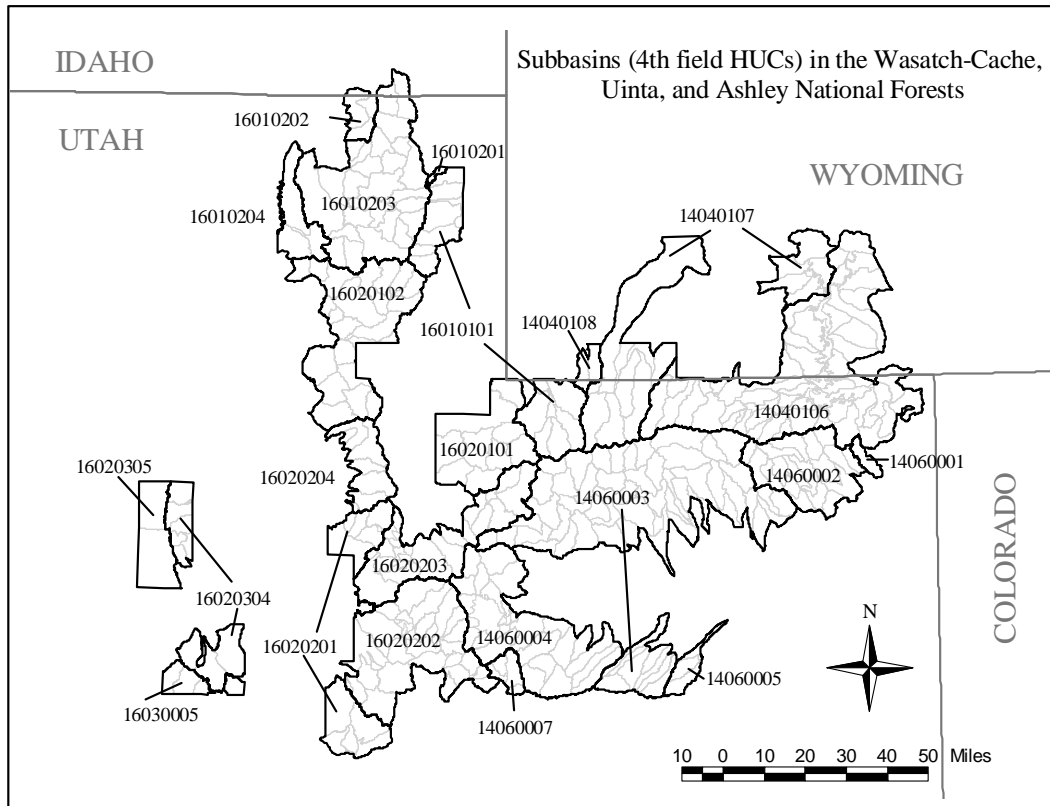 Subbasins (4th field HUCs) in the Wasatch-Cache,
Uinta, and Ashley National Forests
IDAHO
UTAH
WYOMING
COLORADO
16010202
16010201
16010203
16010204
14040107
16020102
16010101
14040108
14040106
16020101
14060001
14060002
16020204
14060003
16020305
16020203
16020304
16020201
16020202
14060004
14060005
16030005
14060007
N
10 0 10 20 30 40 50 Miles